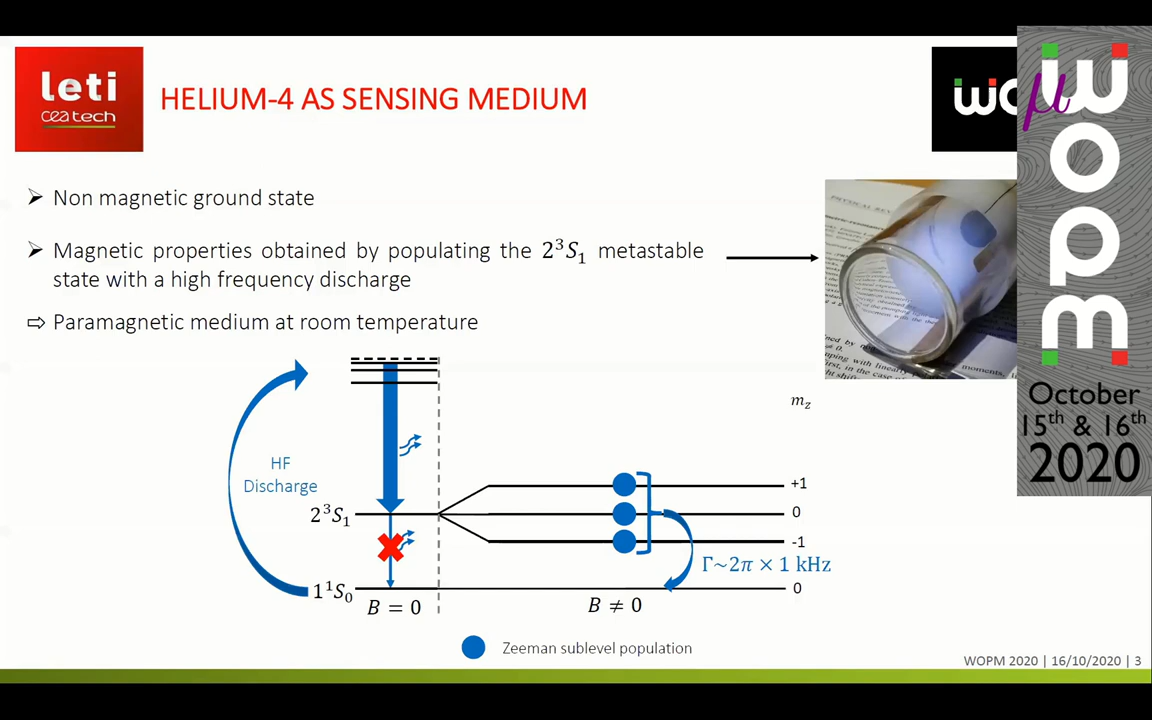 leti
cea tech
HELIUM-4 AS SENSING MEDIUM
μWOPM
October
15th & 16th
2020
➢ Non magnetic ground state
➢ Magnetic properties obtained by populating the 2³S₁ metastable
state with a high frequency discharge
⇨ Paramagnetic medium at room temperature
HF
Discharge
2³S₁
1¹S₀
B = 0
B ≠ 0
m_z
+1
0
-1
Γ~2π × 1 kHz
0
Zeeman sublevel population
WOPM 2020 | 16/10/2020 | 3